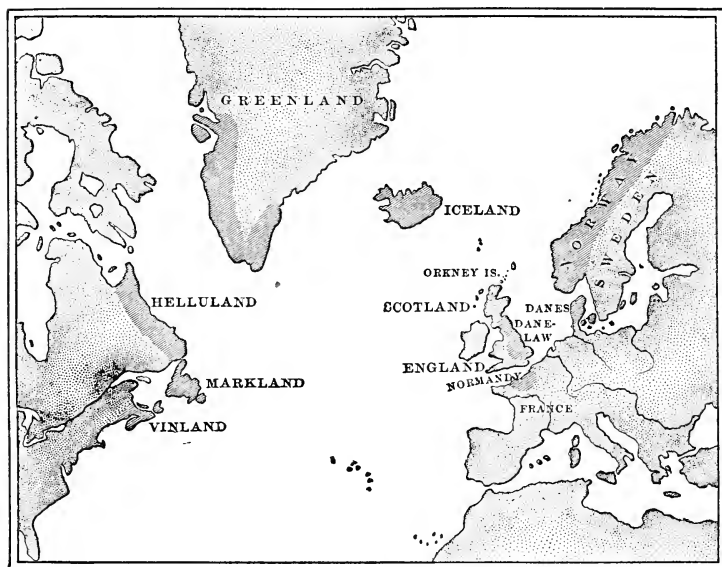 GREENLAND
ICELAND
NORWAY
SWEDEN
ORKNEY IS.
HELLULAND
SCOTLAND
DANES
DANE-
LAW
ENGLAND
MARKLAND
NORMANDY
FRANCE
VINLAND